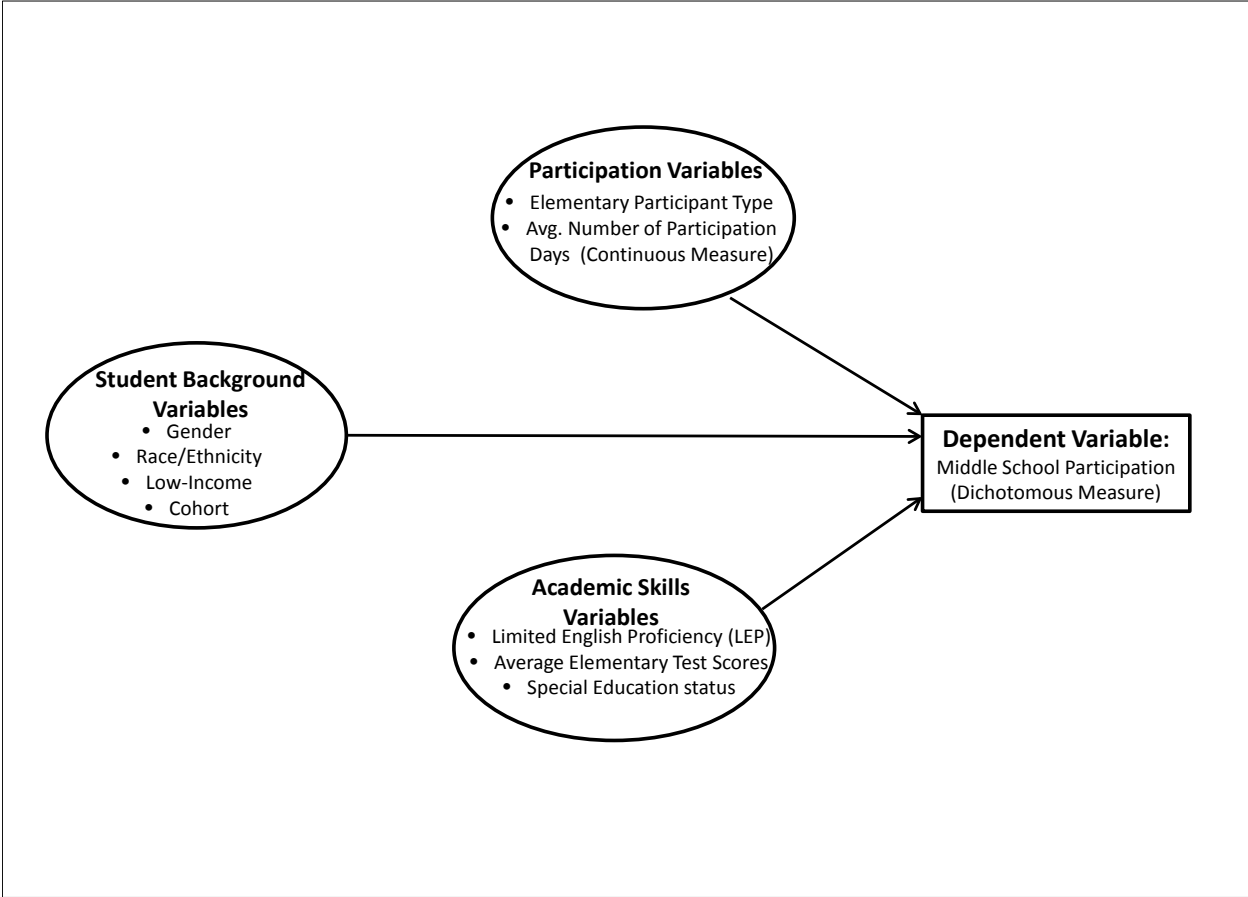 Participation Variables
• Elementary Participant Type
• Avg. Number of Participation
Days (Continuous Measure)
Student Background
Variables
• Gender
• Race/Ethnicity
• Low-Income
• Cohort
Dependent Variable:
Middle School Participation
(Dichotomous Measure)
Academic Skills
Variables
• Limited English Proficiency (LEP)
• Average Elementary Test Scores
• Special Education status